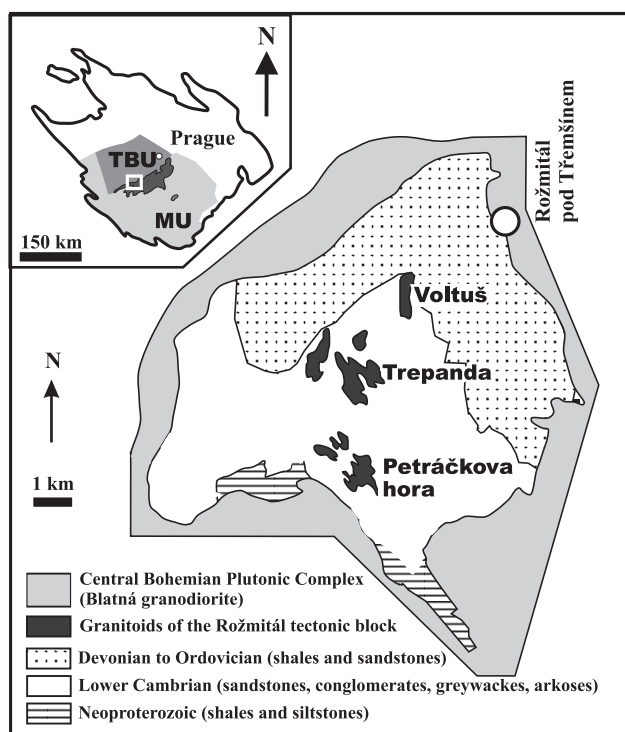 N
Prague
TBU
MU
150 km
Rožmitál
pod Třemšínem
Voltuš
N
Trepanda
1 km
Petráčkova
hora
Central Bohemian Plutonic Complex
(Blatná granodiorite)
Granitoids of the Rožmitál tectonic block
Devonian to Ordovician (shales and sandstones)
Lower Cambrian (sandstones, conglomerates, greywackes, arkoses)
Neoproterozoic (shales and siltstones)